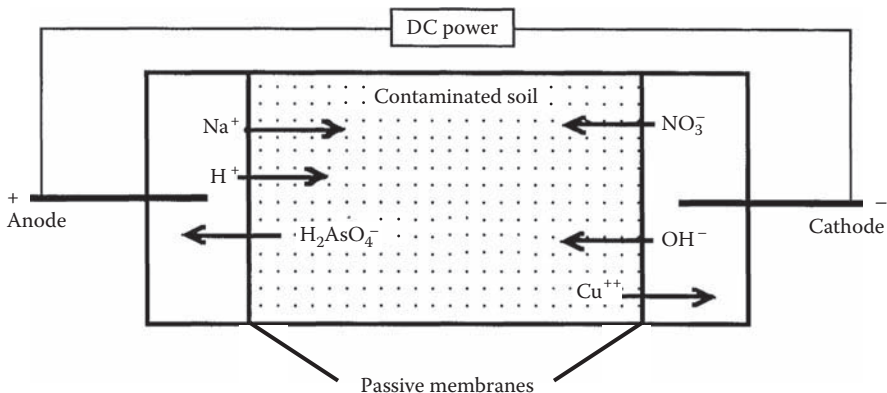 DC power
Contaminated soil
Na⁺
NO₃⁻
H⁺
+
Anode
−
Cathode
H₂AsO₄⁻
OH⁻
Cu⁺⁺
Passive membranes